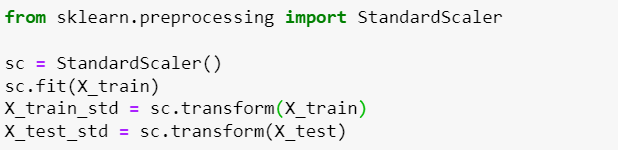 from sklearn.preprocessing import StandardScaler
sc = StandardScaler()
sc.fit(X_train)
X_train_std = sc.transform(X_train)
X_test_std = sc.transform(X_test)